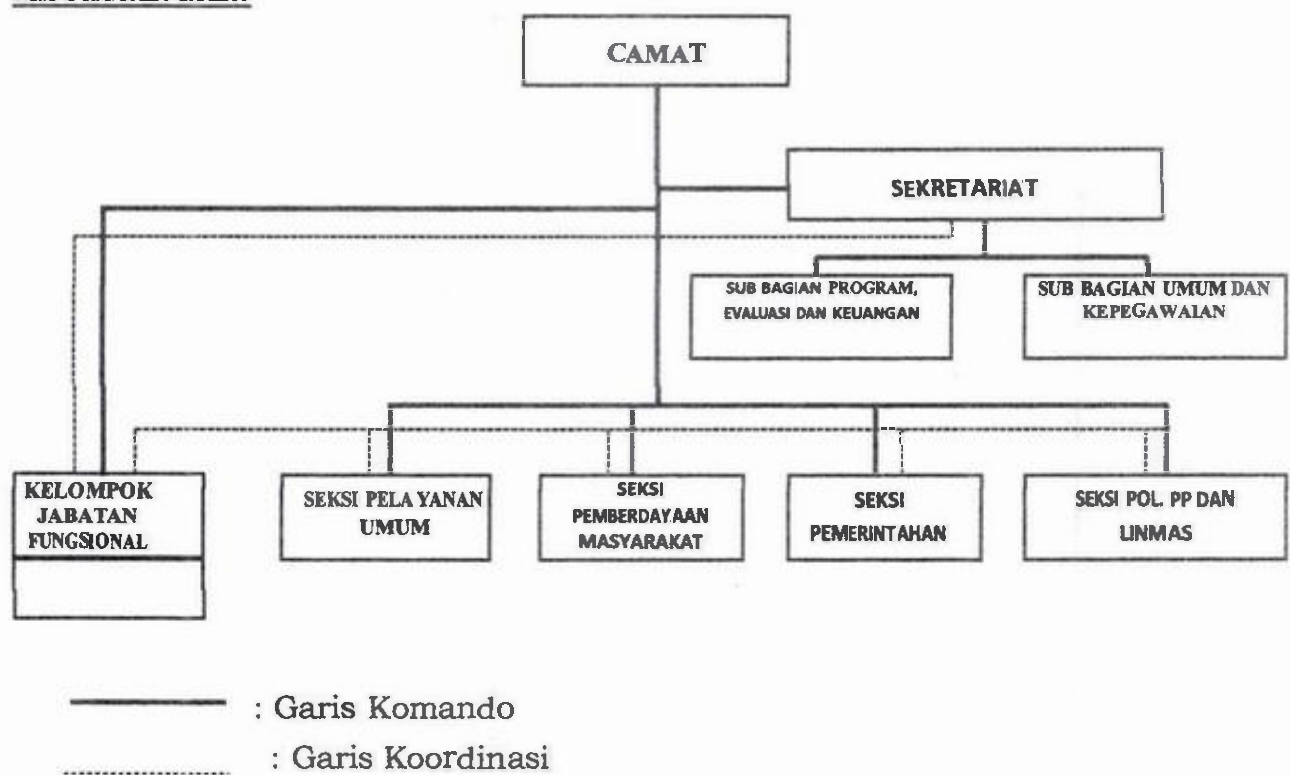 CAMAT
SEKRETARIAT
SUB BAGIAN PROGRAM,
EVALUASI DAN KEUANGAN
SUB BAGIAN UMUM DAN
KEPEGAWAIAN
KELOMPOK
JABATAN
FUNGSIONAL
SEKSI PELAYANAN
UMUM
SEKSI
PEMBERDAYAAN
MASYARAKAT
SEKSI
PEMERINTAHAN
SEKSI POL. PP DAN
LINMAS
: Garis Komando
: Garis Koordinasi